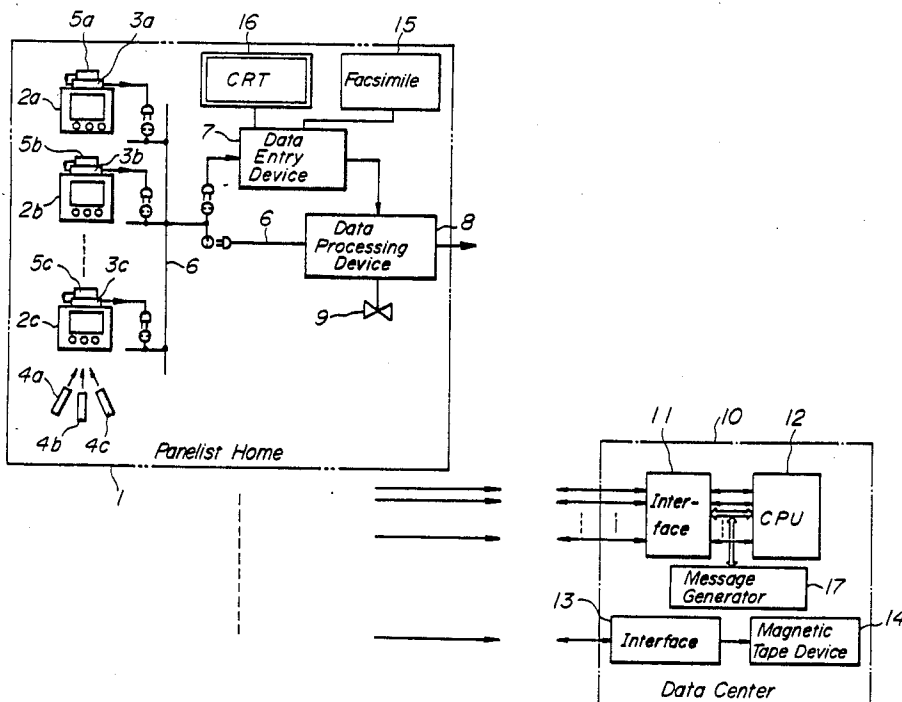 5a 3a 16 15
2a CRT Facsimile
5b 3b 7 Data
Entry
Device
2b
6 8
Data
Processing
Device
5c 3c 6
2c 9
4a
4b 4c Panelist Home
1
10
11 12
Inter-
face CPU
Message
Generator 17
13 14
Interface Magnetic
Tape Device
Data Center